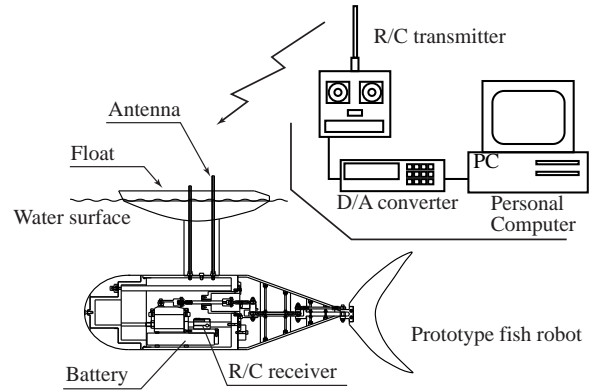 R/C transmitter
Antenna
Float
PC
Water surface
D/A converter
Personal
Computer
Prototype fish robot
R/C receiver
Battery